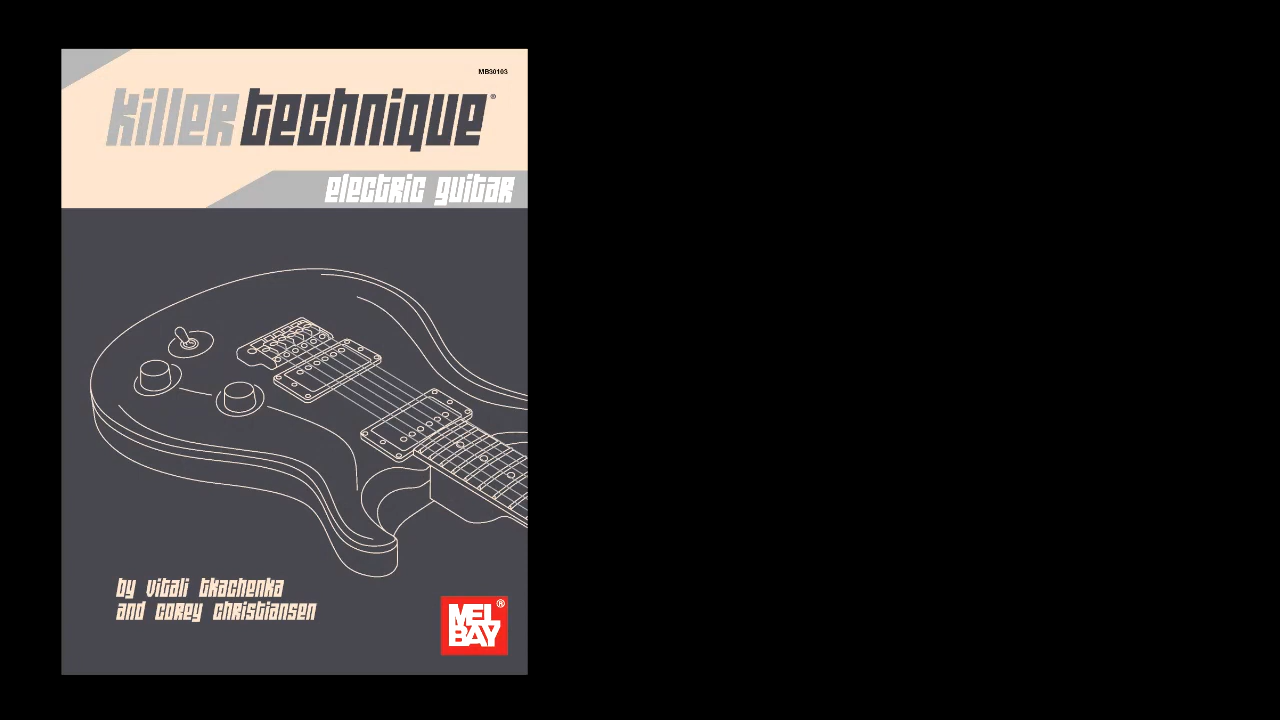 MB30103
killer technique®
electric guitar
by vitali tkachenka
and corey christiansen
MEL ®
BAY